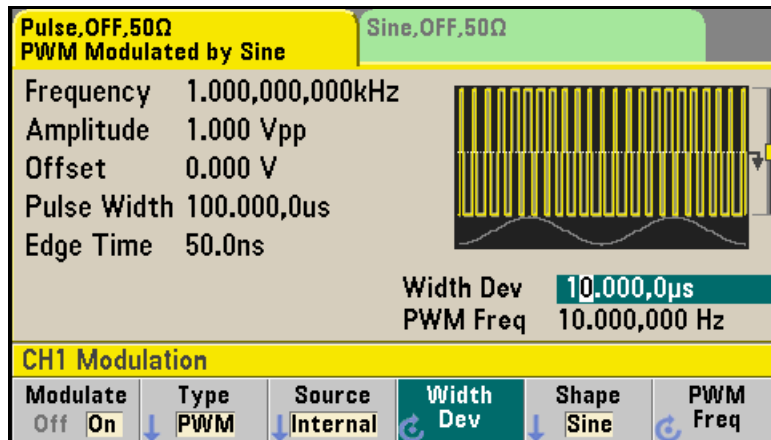 Pulse,OFF,50Ω
PWM Modulated by Sine
Sine,OFF,50Ω
Frequency 1.000,000,000kHz
Amplitude 1.000 Vpp
Offset 0.000 V
Pulse Width 100.000,0us
Edge Time 50.0ns
Width Dev 10.000,0µs
PWM Freq 10.000,000 Hz
CH1 Modulation
Modulate Type Source Width Shape PWM
Off On PWM Internal Dev Sine Freq